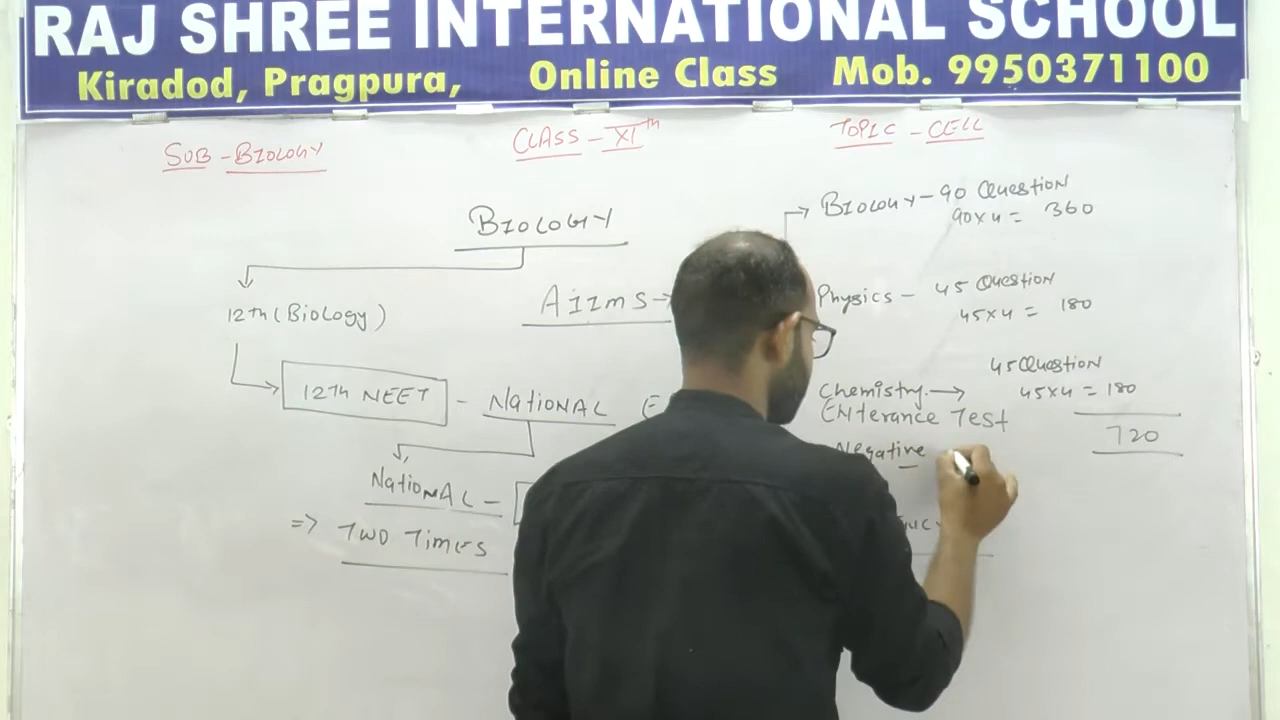 RAJ SHREE INTERNATIONAL SCHOOL
Kiradod, Pragpura, Online Class Mob. 9950371100
SUB - BIOLOGY CLASS - XIth TOPIC - CELL
BIOLOGY
Biology - 90 Question
90x4 = 360
12th (Biology)
AiIms →
Physics - 45 Question
45x4 = 180
45 Question
12th NEET - NATIONAL
Chemistry. → 45x4 = 180
ENterance Test
720
Negative
NatioNAL -
=> Two Times